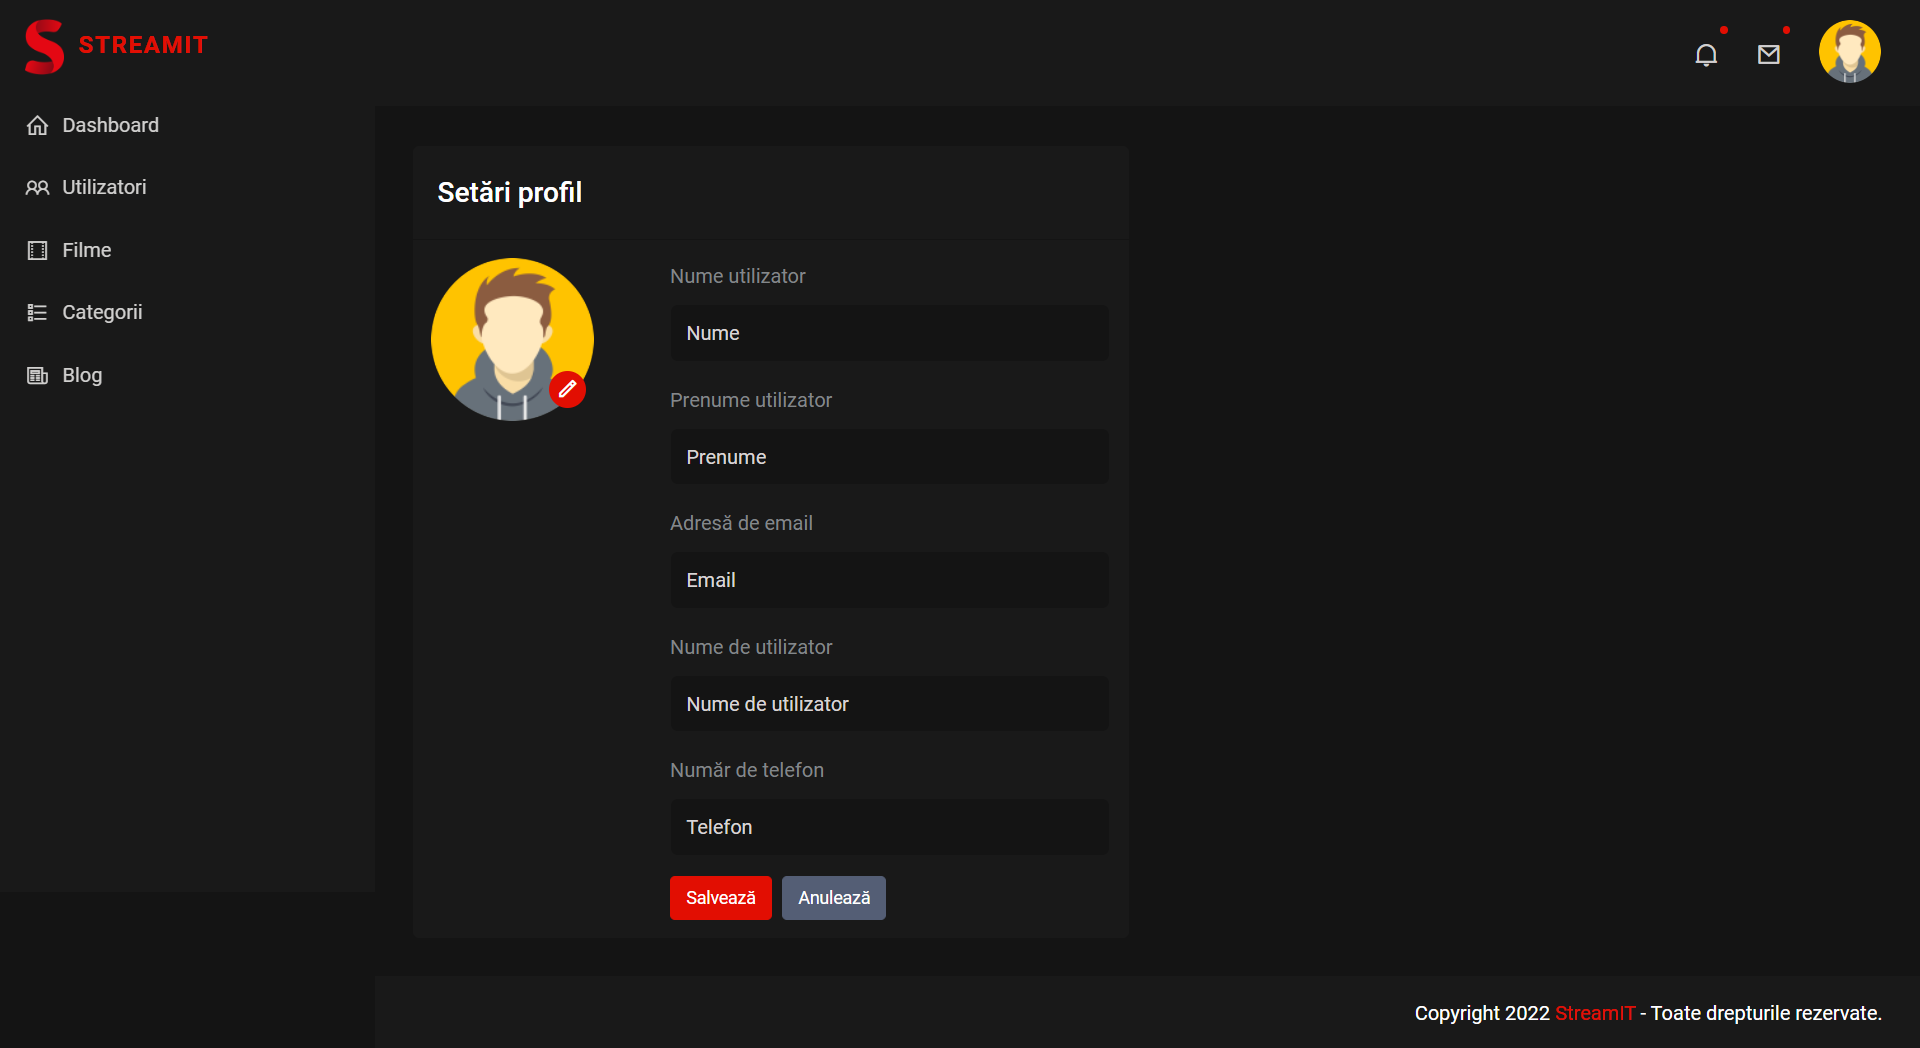 STREAMIT
Dashboard
Utilizatori
Filme
Categorii
Blog
Setări profil
Nume utilizator
Nume
Prenume utilizator
Prenume
Adresă de email
Email
Nume de utilizator
Nume de utilizator
Număr de telefon
Telefon
Salvează Anulează
Copyright 2022 StreamIT - Toate drepturile rezervate.